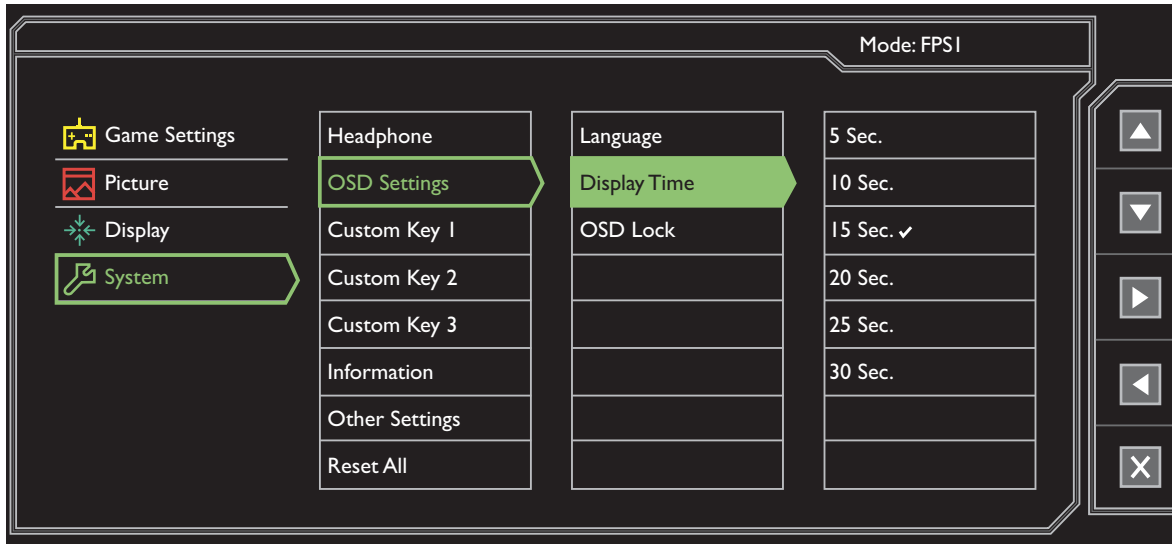 Mode: FPS1
Game Settings
Picture
Display
System
Headphone
OSD Settings
Custom Key 1
Custom Key 2
Custom Key 3
Information
Other Settings
Reset All
Language
Display Time
OSD Lock
5 Sec.
10 Sec.
15 Sec. ✓
20 Sec.
25 Sec.
30 Sec.